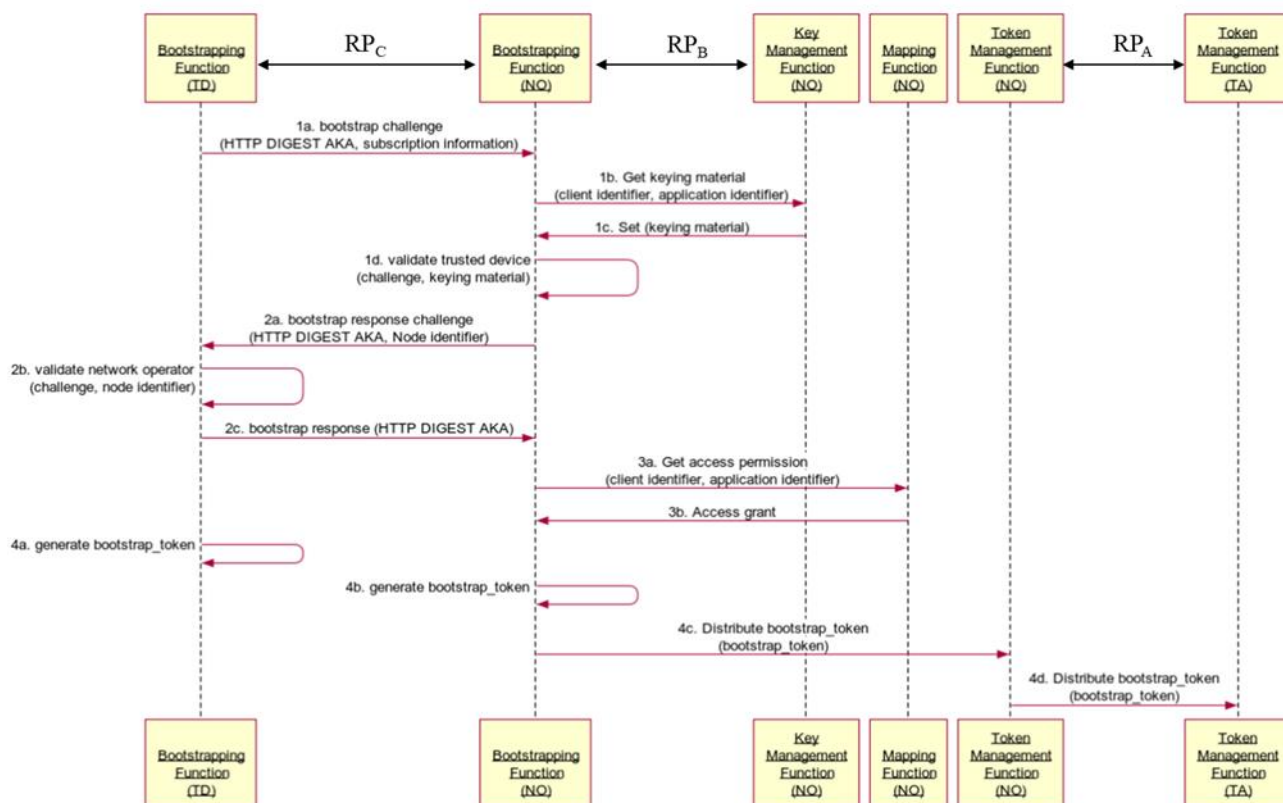 Bootstrapping
Function
(TD)
RPC
Bootstrapping
Function
(NO)
RPB
Key
Management
Function
(NO)
Mapping
Function
(NO)
Token
Management
Function
(NO)
RPA
Token
Management
Function
(TA)
1a. bootstrap challenge
(HTTP DIGEST AKA, subscription information)
1b. Get keying material
(client identifier, application identifier)
1c. Set (keying material)
1d. validate trusted device
(challenge, keying material)
2a. bootstrap response challenge
(HTTP DIGEST AKA, Node identifier)
2b. validate network operator
(challenge, node identifier)
2c. bootstrap response (HTTP DIGEST AKA)
3a. Get access permission
(client identifier, application identifier)
3b. Access grant
4a. generate bootstrap_token
4b. generate bootstrap_token
4c. Distribute bootstrap_token
(bootstrap_token)
4d. Distribute bootstrap_token
(bootstrap_token)
Bootstrapping
Function
(TD)
Bootstrapping
Function
(NO)
Key
Management
Function
(NO)
Mapping
Function
(NO)
Token
Management
Function
(NO)
Token
Management
Function
(TA)